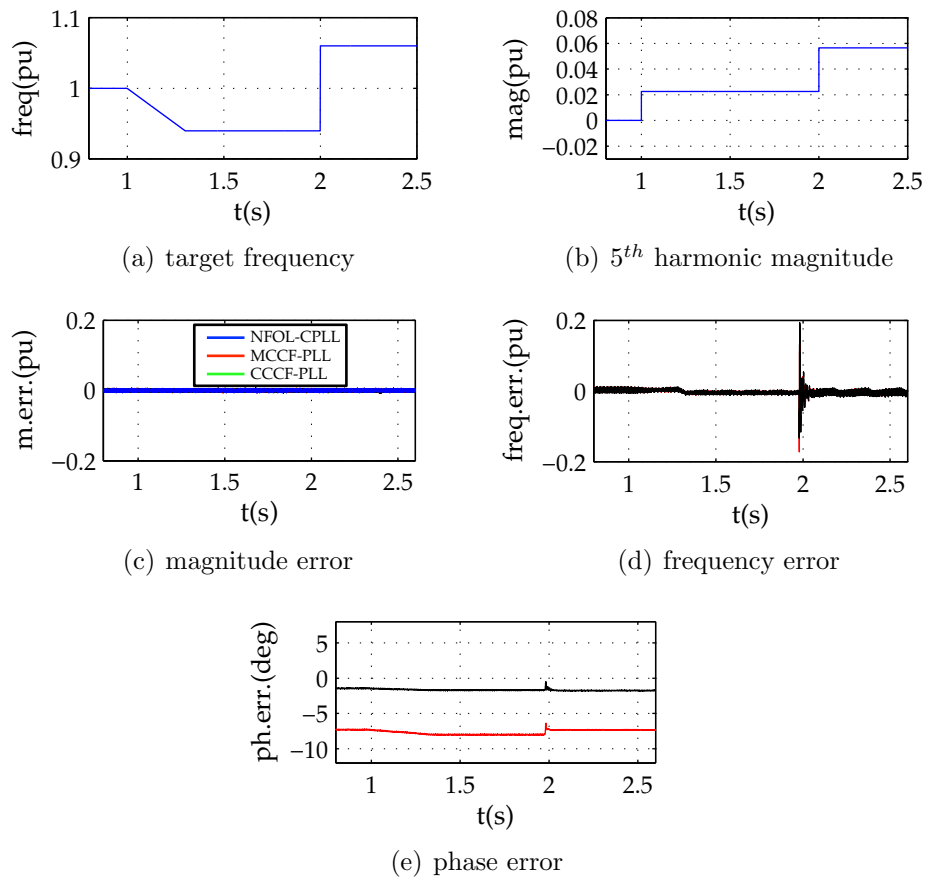 freq(pu)
1.1
1
0.9
1 1.5 2 2.5
t(s)
(a) target frequency
mag(pu)
0.08
0.06
0.04
0.02
0
−0.02
1 1.5 2 2.5
t(s)
(b) 5th harmonic magnitude
m.err.(pu)
0.2
0
−0.2
NFOL-CPLL
MCCF-PLL
CCCF-PLL
1 1.5 2 2.5
t(s)
(c) magnitude error
freq.err.(pu)
0.2
0
−0.2
1 1.5 2 2.5
t(s)
(d) frequency error
ph.err.(deg)
5
0
−5
−10
1 1.5 2 2.5
t(s)
(e) phase error